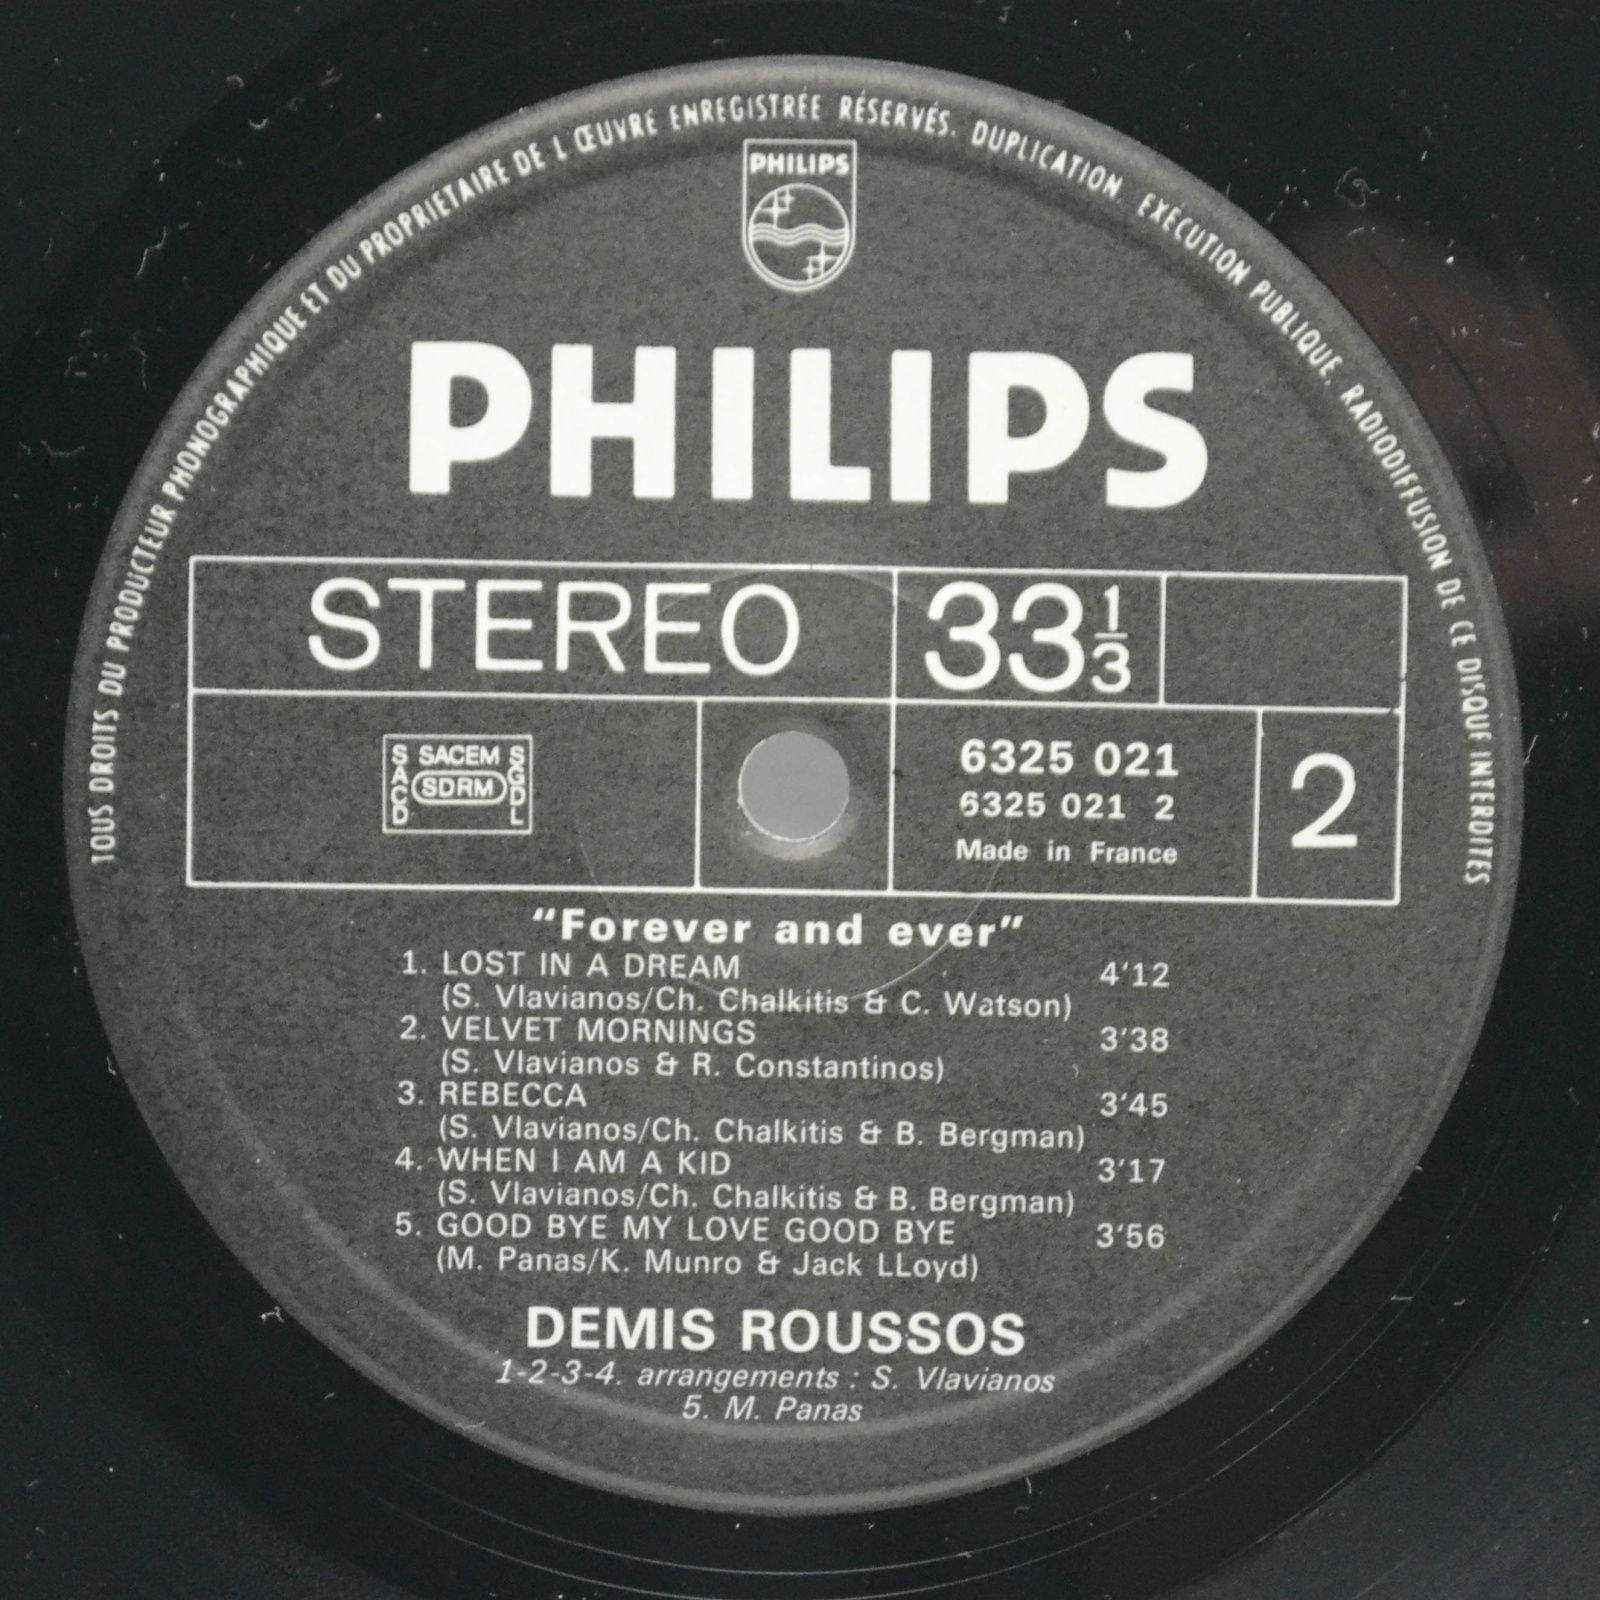 TOUS DROITS DU PRODUCTEUR PHONOGRAPHIQUE ET DU PROPRIÉTAIRE DE L ŒUVRE ENREGISTRÉE RÉSERVÉS. DUPLICATION. EXÉCUTION PUBLIQUE. RADIODIFFUSION DE CE DISQUE INTERDITES
PHILIPS
PHILIPS
STEREO 33 1/3
SACD SACEM SGDL
SDRM
6325 021
6325 021 2
Made in France
2
"Forever and ever"
1. LOST IN A DREAM 4'12
(S. Vlavianos/Ch. Chalkitis & C. Watson)
2. VELVET MORNINGS 3'38
(S. Vlavianos & R. Constantinos)
3. REBECCA 3'45
(S. Vlavianos/Ch. Chalkitis & B. Bergman)
4. WHEN I AM A KID 3'17
(S. Vlavianos/Ch. Chalkitis & B. Bergman)
5. GOOD BYE MY LOVE GOOD BYE 3'56
(M. Panas/K. Munro & Jack LLoyd)
DEMIS ROUSSOS
1-2-3-4. arrangements : S. Vlavianos
5. M. Panas